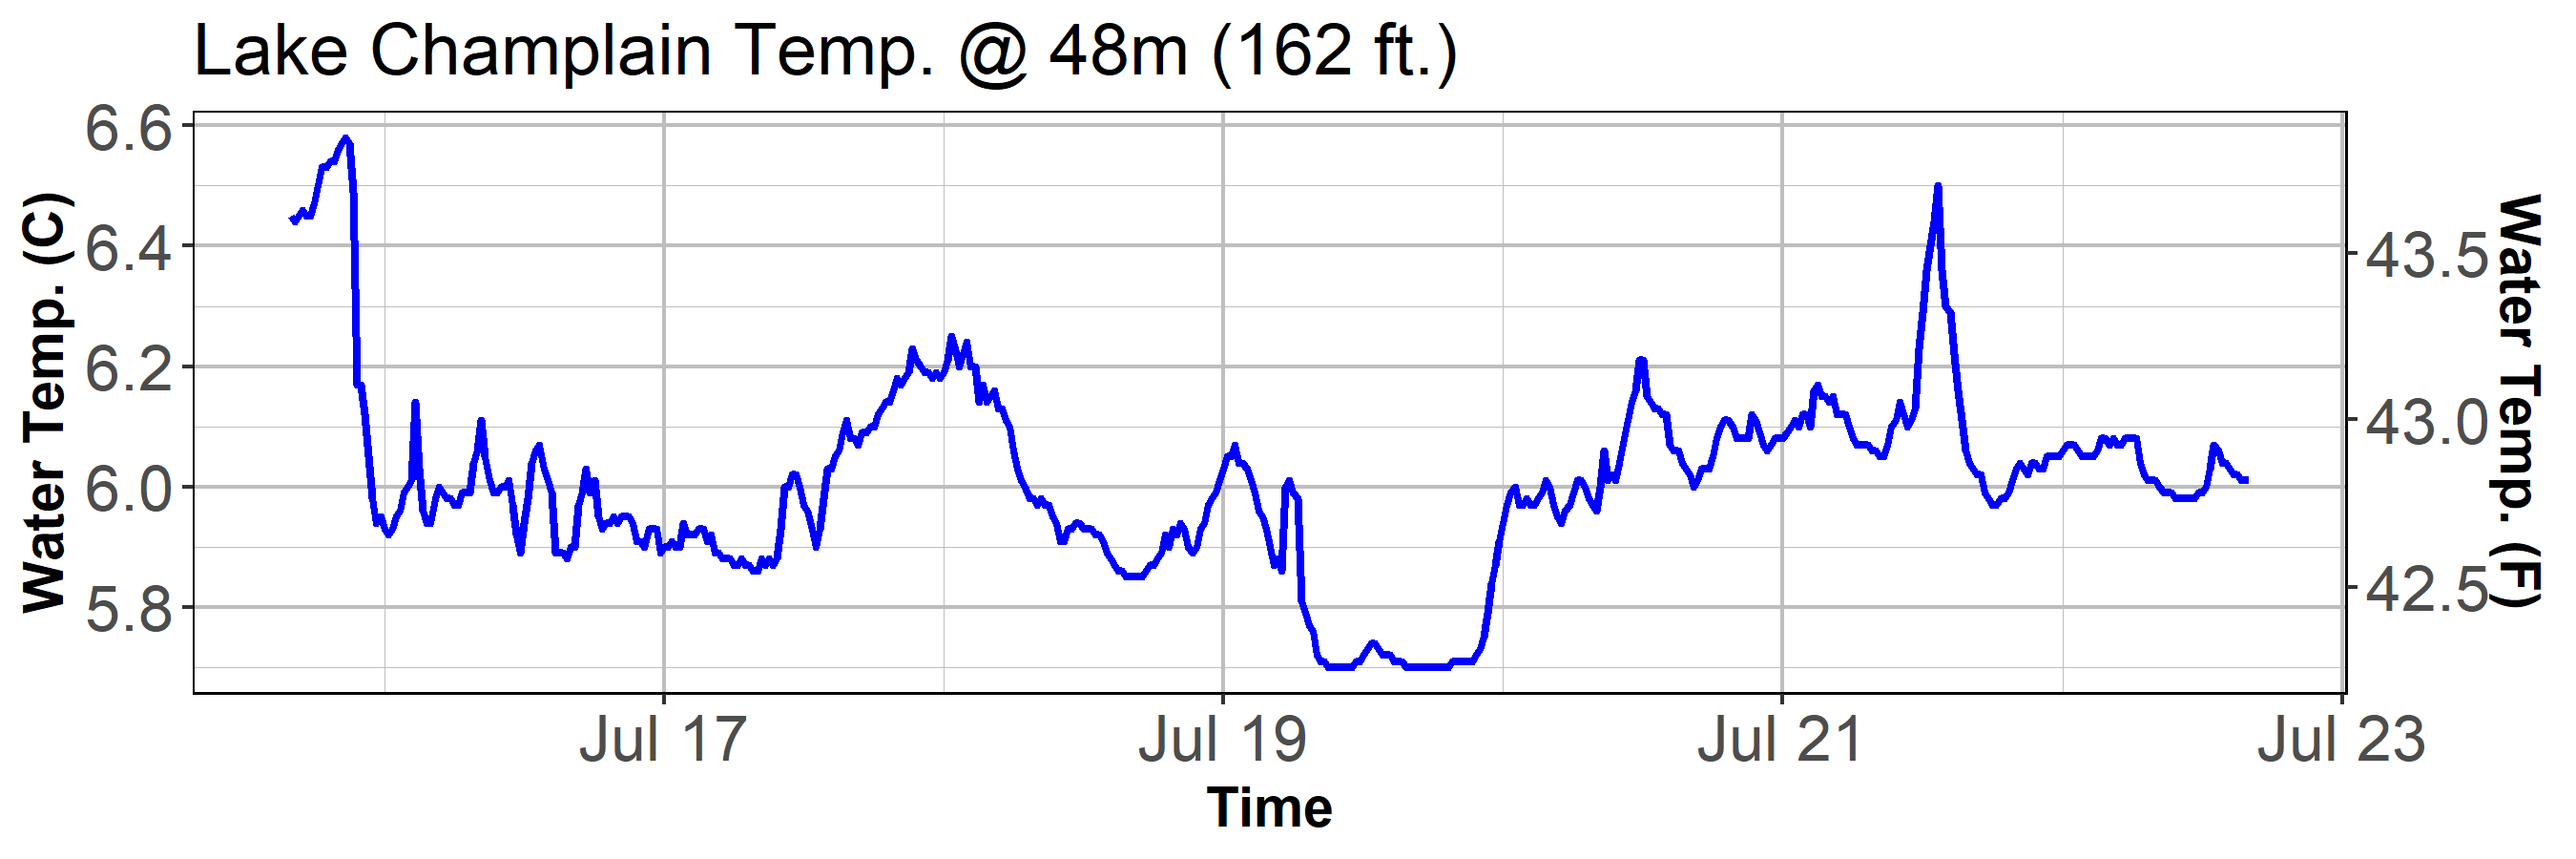 Lake Champlain Temp. @ 48m (162 ft.)
Water Temp. (C)
6.6
6.4
6.2
6.0
5.8
43.5
43.0
42.5
Water Temp. (F)
Jul 17 Jul 19 Jul 21 Jul 23
Time